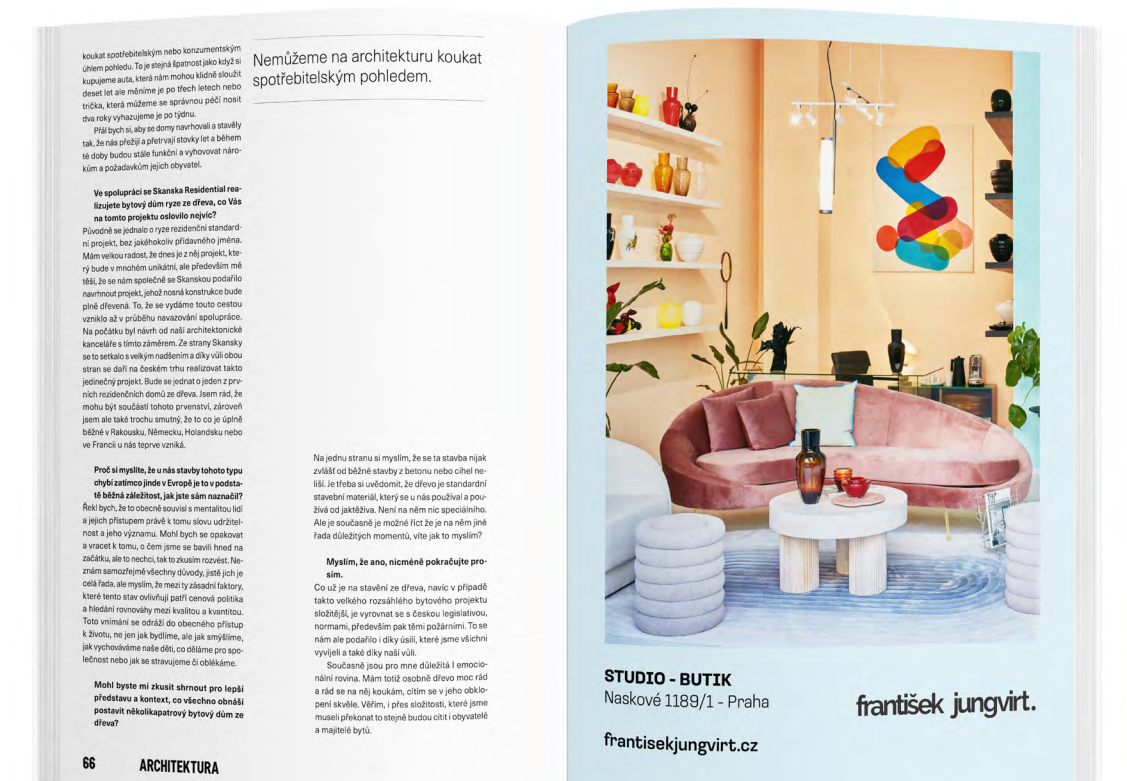 koukat spotřebitelským nebo konzumentským
úhlem pohledu. To je stejná špatnost jako když si
kupujeme auta, která nám mohou klidně sloužit
deset let ale měníme je po třech letech nebo
trička, která můžeme se správnou péčí nosit
dva roky vyhazujeme je po týdnu.
Přál bych si, aby se domy navrhovali a stavěly
tak, že nás přežijí a přetrvají stovky let a během
té doby budou stále funkční a vyhovovat náro-
kům a požadavkům jejich obyvatel.
Ve spolupráci se Skanska Residential rea-
lizujete bytový dům ryze ze dřeva, co Vás
na tomto projektu oslovilo nejvíc?
Původně se jednalo o ryze rezidenční standard-
ní projekt, bez jakéhokoliv přídavného jména.
Mám velkou radost, že dnes je z něj projekt, kte-
rý bude v mnohém unikátní, ale především mě
těší, že se nám společně se Skanskou podařilo
navrhnout projekt, jehož nosná konstrukce bude
plně dřevená. To, že se vydáme touto cestou
vzniklo až v průběhu navazování spolupráce.
Na počátku byl návrh od naší architektonické
kanceláře s tímto záměrem. Ze strany Skansky
se to setkalo s velkým nadšením a díky vůli obou
stran se daří na českém trhu realizovat takto
jedinečný projekt. Bude se jednat o jeden z prv-
ních rezidenčních domů ze dřeva. Jsem rád, že
mohu být součástí tohoto prvenství, zároveň
jsem ale také trochu smutný, že to co je úplně
běžné v Rakousku, Německu, Holandsku nebo
ve Francii u nás teprve vzniká.
Proč si myslíte, že u nás stavby tohoto typu
chybí zatímco jinde v Evropě je to v podsta-
tě běžná záležitost, jak jste sám naznačil?
Řekl bych, že to obecně souvisí s mentalitou lidí
a jejich přístupem právě k tomu slovu udržitel-
nost a jeho významu. Mohl bych se opakovat
a vracet k tomu, o čem jsme se bavili hned na
začátku, ale to nechci, tak to zkusím rozvést. Ne-
znám samozřejmě všechny důvody, jistě jich je
celá řada, ale myslím, že mezi ty zásadní faktory,
které tento stav ovlivňují patří cenová politika
a hledání rovnováhy mezi kvalitou a kvantitou.
Toto vnímání se odráží do obecného přístup
k životu, ne jen jak bydlíme, ale jak smýšlíme,
jak vychováváme naše děti, co děláme pro spo-
lečnost nebo jak se stravujeme či oblékáme.
Mohl byste mi zkusit shrnout pro lepší
představu a kontext, co všechno obnáší
postavit několikapatrový bytový dům ze
dřeva?
66 ARCHITEKTURA
Nemůžeme na architekturu koukat
spotřebitelským pohledem.
Na jednu stranu si myslím, že se ta stavba nijak
zvlášť od běžné stavby z betonu nebo cihel ne-
liší. Je třeba si uvědomit, že dřevo je standardní
stavební materiál, který se u nás používal a pou-
žívá od jaktěživa. Není na něm nic speciálního.
Ale je současně je možné říct že je na něm jiné
řada důležitých momentů, víte jak to myslím?
Myslím, že ano, nicméně pokračujte pro-
sím.
Co už je na stavění ze dřeva, navíc v případě
takto velkého rozsáhlého bytového projektu
složitější, je vyrovnat se s českou legislativou,
normami, především pak těmi požárními. To se
nám ale podařilo i díky úsilí, které jsme všichni
vyvíjeli a také díky naší vůli.
Současně jsou pro mne důležitá I emocio-
nální rovina. Mám totiž osobně dřevo moc rád
a rád se na něj koukám, cítím se v jeho obklo-
pení skvěle. Věřím, i přes složitosti, které jsme
museli překonat to stejně budou cítit i obyvatelé
a majitelé bytů.
STUDIO - BUTIK
Naskové 1189/1 - Praha
frantisekjungvirt.cz
františek jungvirt.